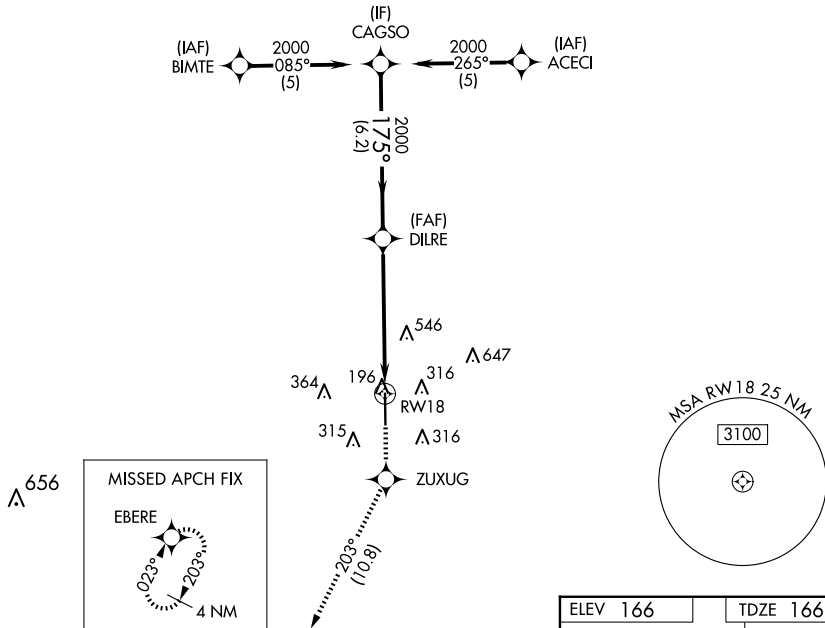 (IF)
CAGSO
(IAF)
BIMTE
2000
085°
(5)
2000
265°
(5)
(IAF)
ACECI
2000
175°
(6.2)
(FAF)
DILRE
546
647
364
196
316
RW18
315
316
ZUXUG
656
203°
(10.8)
MISSED APCH FIX
EBERE
023°
203°
4 NM
MSA RW18 25 NM
3100
ELEV 166
TDZE 166